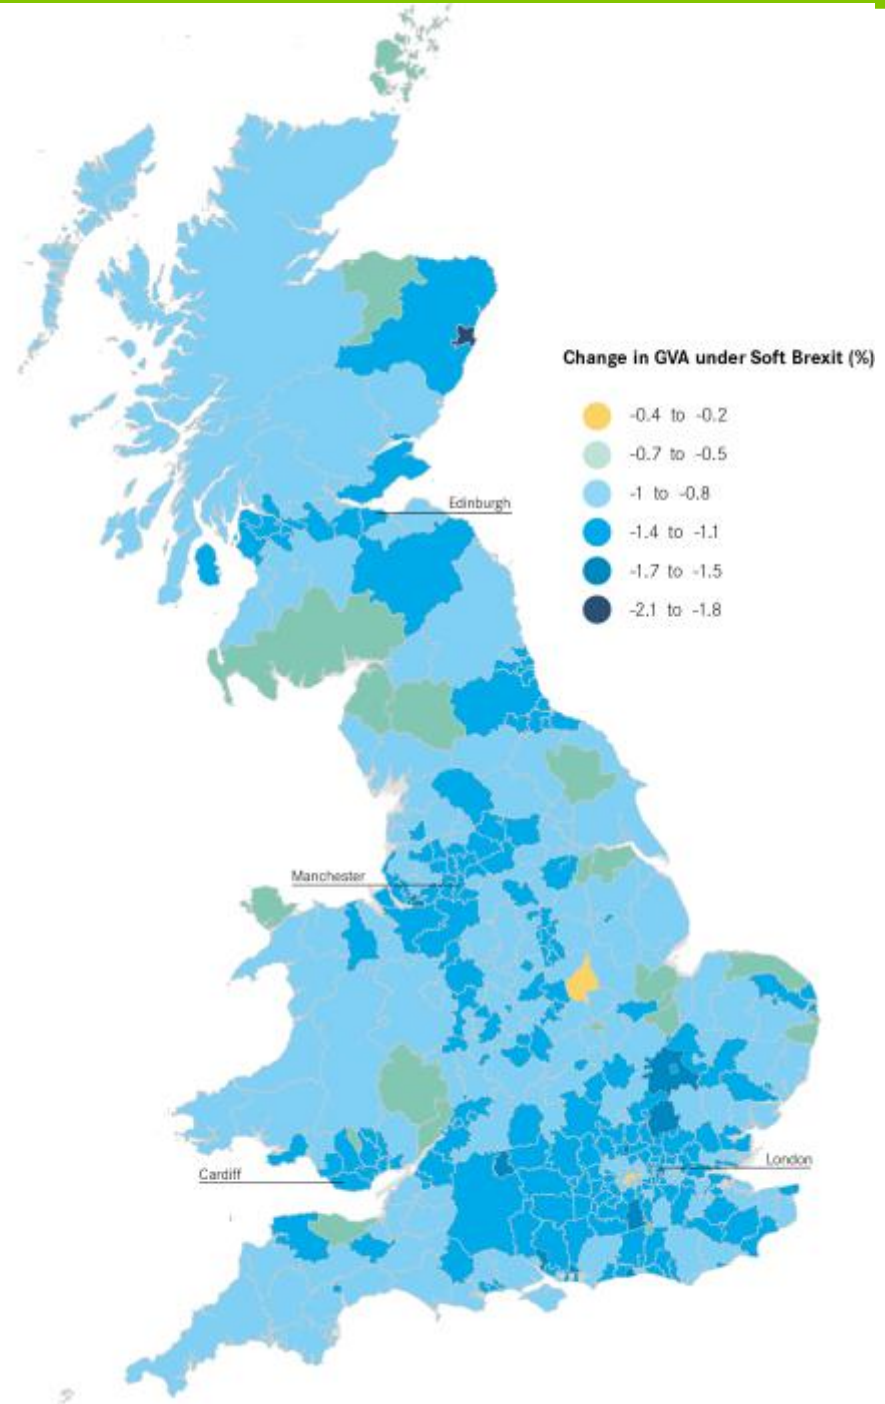 Change in GVA under Soft Brexit (%)
-0.4 to -0.2
-0.7 to -0.5
-1 to -0.8
-1.4 to -1.1
-1.7 to -1.5
-2.1 to -1.8
Edinburgh
Manchester
London
Cardiff